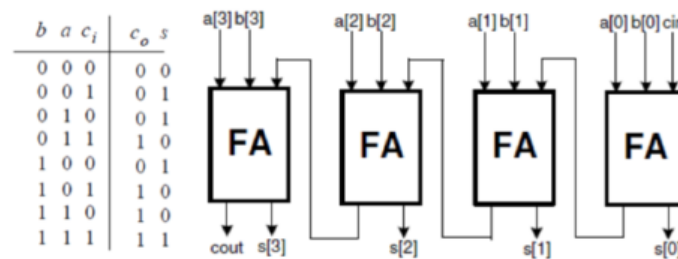 b a c_i c_o s
0 0 0 0 0
0 0 1 0 1
0 1 0 0 1
0 1 1 1 0
1 0 0 0 1
1 0 1 1 0
1 1 0 1 0
1 1 1 1 1
a[3] b[3]
a[2] b[2]
a[1] b[1]
a[0] b[0] cin
FA
FA
FA
FA
cout s[3]
s[2]
s[1]
s[0]